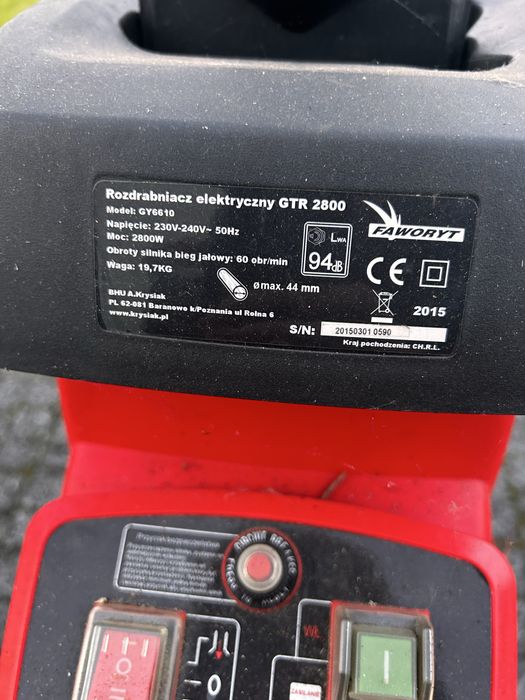 Rozdrabniacz elektryczny GTR 2800
Model: GY6610
Napięcie: 230V-240V~ 50Hz
Moc: 2800W
Obroty silnika bieg jałowy: 60 obr/min
Waga: 19,7KG
ømax. 44 mm
BHU A.Krysiak
PL 62-081 Baranowo k/Poznania ul Rolna 6
www.krysiak.pl
LWA
94dB
FAWORYT
CE
2015
S/N: 20150301 0590
Kraj pochodzenia: CH.R.L.
WŁ
0
I